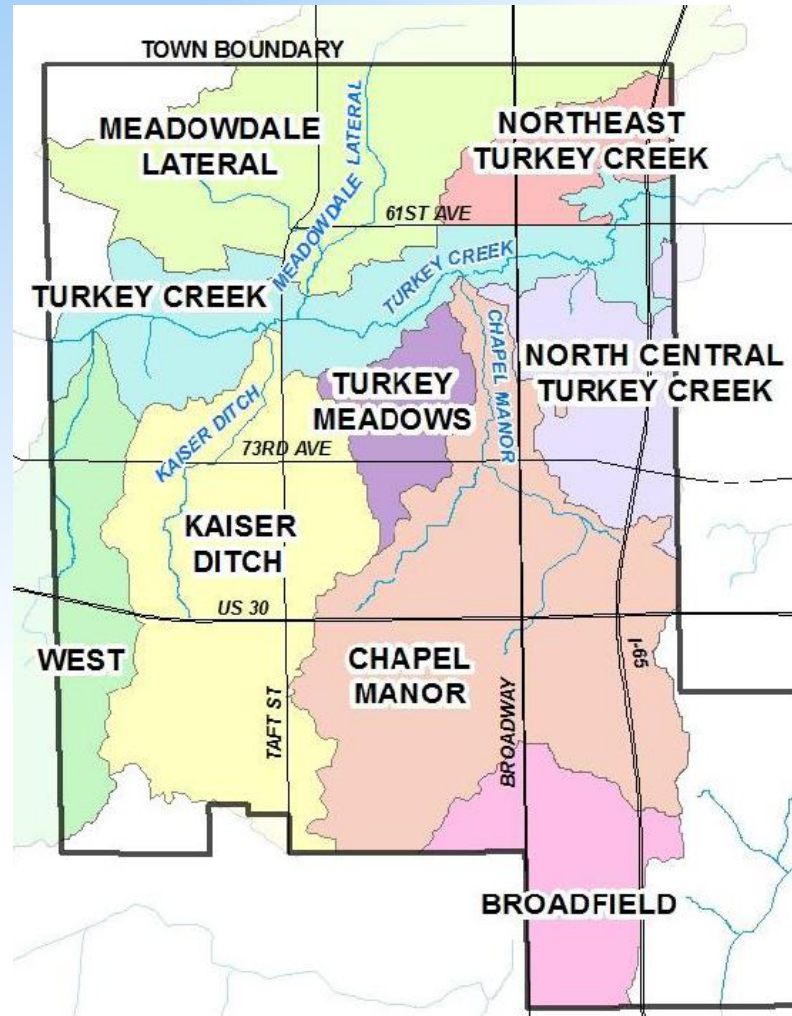 TOWN BOUNDARY
MEADOWDALE
LATERAL
MEADOWDALE LATERAL
NORTHEAST
TURKEY CREEK
61ST AVE
TURKEY CREEK
TURKEY CREEK
CHAPEL MANOR
NORTH CENTRAL
TURKEY CREEK
TURKEY
MEADOWS
KAISER DITCH
73RD AVE
KAISER
DITCH
US 30
WEST
CHAPEL
MANOR
I-65
TAFT ST
BROADWAY
BROADFIELD